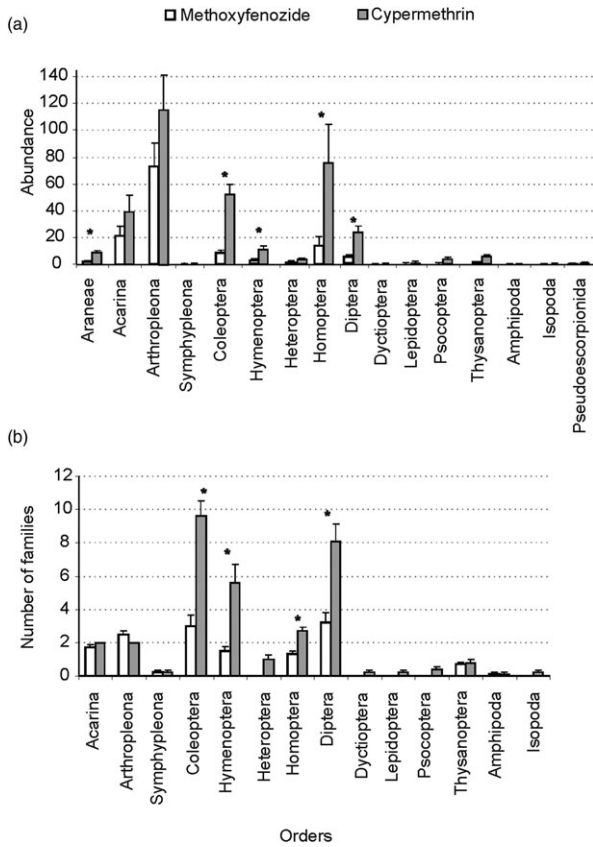 (a)
Methoxyfenozide Cypermethrin
Abundance
140
120
100
80
60
40
20
0
* * * * *
Araneae
Acarina
Arthropleona
Symphypleona
Coleoptera
Hymenoptera
Heteroptera
Homoptera
Diptera
Dyctioptera
Lepidoptera
Psocoptera
Thysanoptera
Amphipoda
Isopoda
Pseudoescorpionida
(b)
Number of families
12
10
8
6
4
2
0
* * * *
Acarina
Arthropleona
Symphypleona
Coleoptera
Hymenoptera
Heteroptera
Homoptera
Diptera
Dyctioptera
Lepidoptera
Psocoptera
Thysanoptera
Amphipoda
Isopoda
Orders